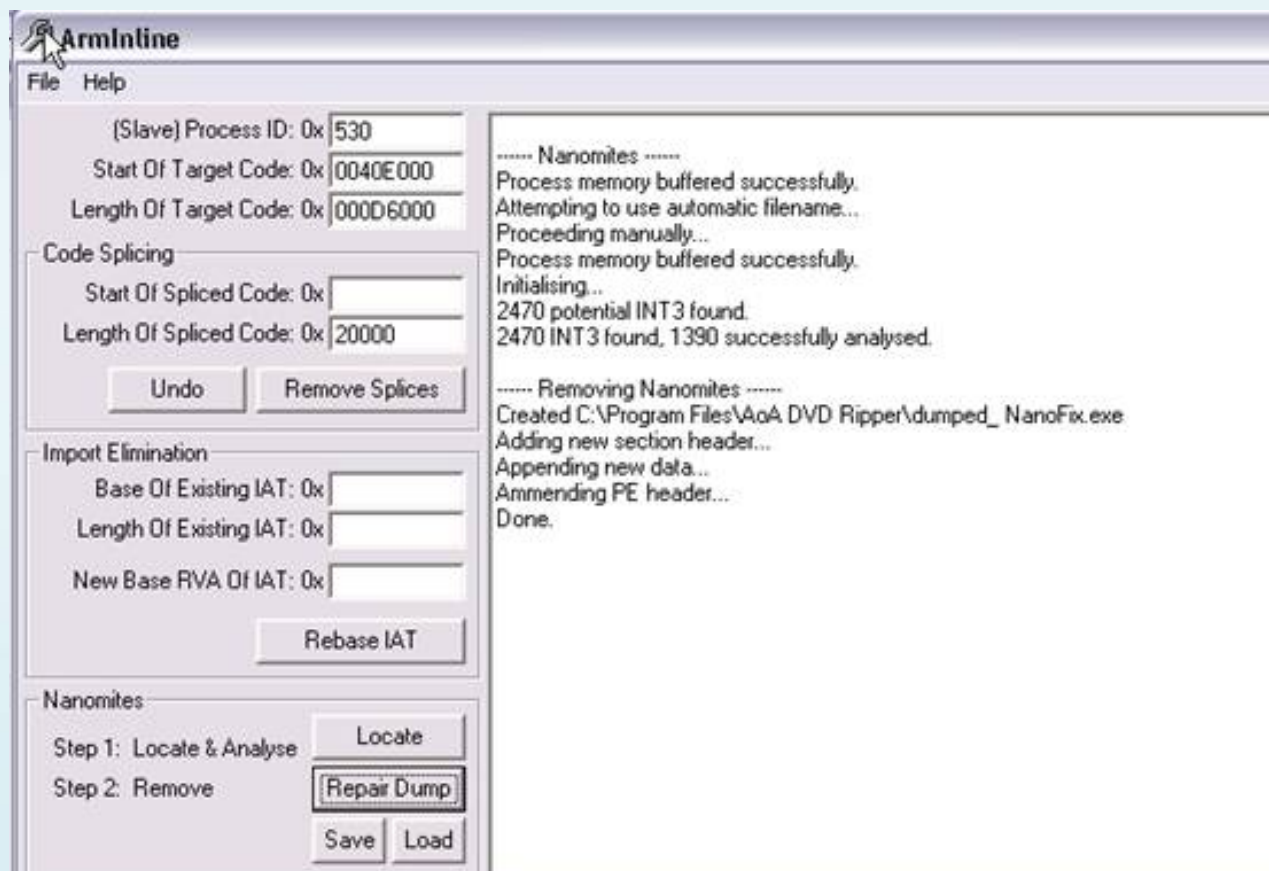 ArmInline
File Help
(Slave) Process ID: 0x 530
Start Of Target Code: 0x 0040E000
Length Of Target Code: 0x 000D6000
Code Splicing
Start Of Spliced Code: 0x
Length Of Spliced Code: 0x 20000
Undo Remove Splices
Import Elimination
Base Of Existing IAT: 0x
Length Of Existing IAT: 0x
New Base RVA Of IAT: 0x
Rebase IAT
Nanomites
Step 1: Locate & Analyse Locate
Step 2: Remove Repair Dump
Save Load
------ Nanomites ------
Process memory buffered successfully.
Attempting to use automatic filename...
Proceeding manually...
Process memory buffered successfully.
Initialising...
2470 potential INT3 found.
2470 INT3 found, 1390 successfully analysed.
------ Removing Nanomites ------
Created C:\Program Files\AoA DVD Ripper\dumped_ NanoFix.exe
Adding new section header...
Appending new data...
Ammending PE header...
Done.